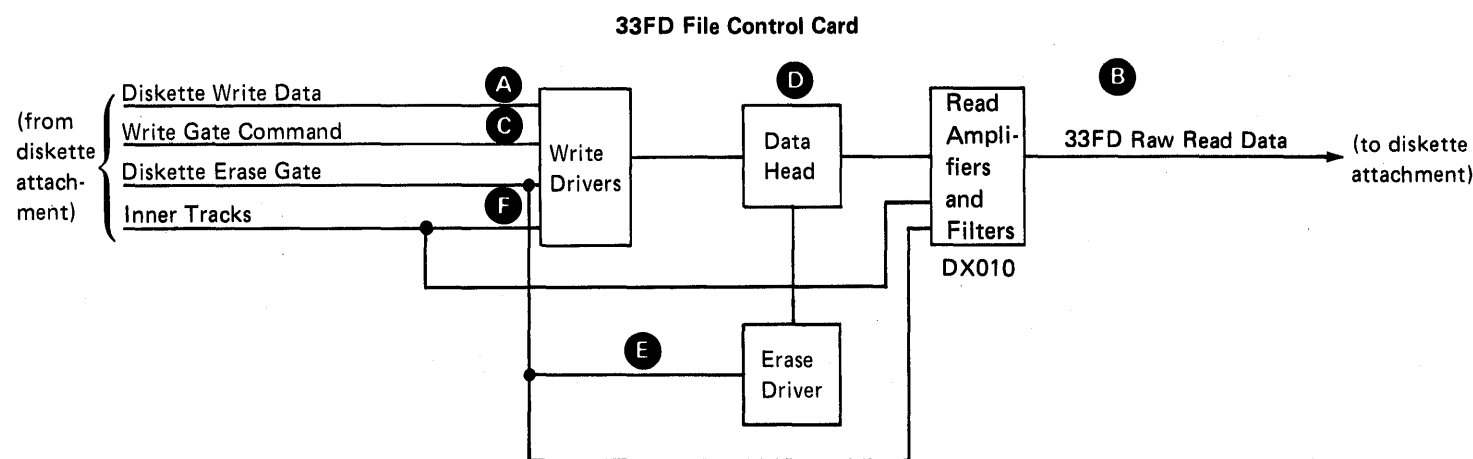 33FD File Control Card
A
D
B
Diskette Write Data
C
Write Gate Command
Diskette Erase Gate
F
Inner Tracks
(from
diskette
attach-
ment)
Write
Drivers
Data
Head
Read
Ampli-
fiers
and
Filters
DX010
33FD Raw Read Data
(to diskette
attachment)
E
Erase
Driver